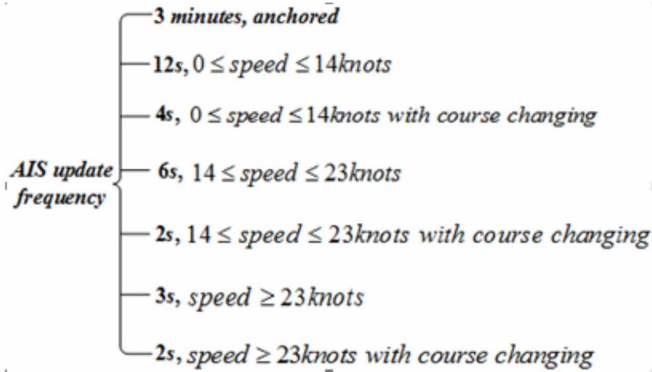 3 minutes, anchored
12s, 0 ≤ speed ≤ 14knots
4s, 0 ≤ speed ≤ 14knots with course changing
AIS update
frequency
6s, 14 ≤ speed ≤ 23knots
2s, 14 ≤ speed ≤ 23knots with course changing
3s, speed ≥ 23knots
2s, speed ≥ 23knots with course changing